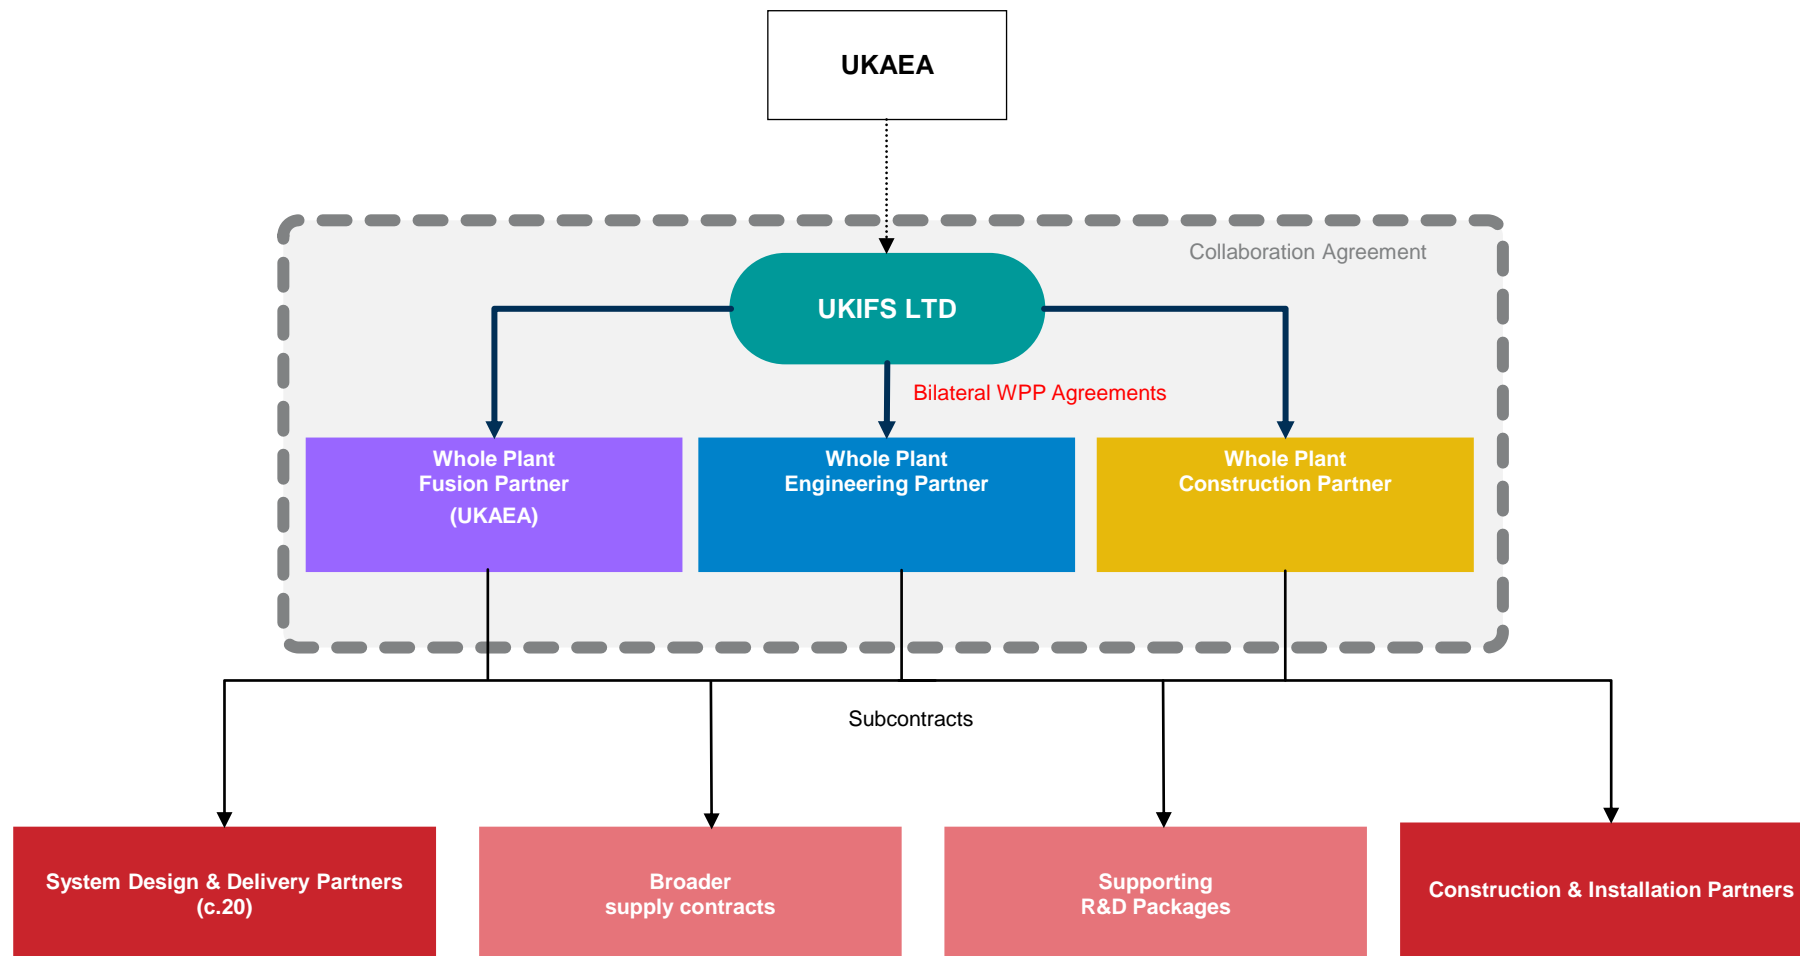 UKAEA
Collaboration Agreement
UKIFS LTD
Bilateral WPP Agreements
Whole Plant
Fusion Partner
(UKAEA)
Whole Plant
Engineering Partner
Whole Plant
Construction Partner
Subcontracts
System Design & Delivery Partners
(c.20)
Broader
supply contracts
Supporting
R&D Packages
Construction & Installation Partners